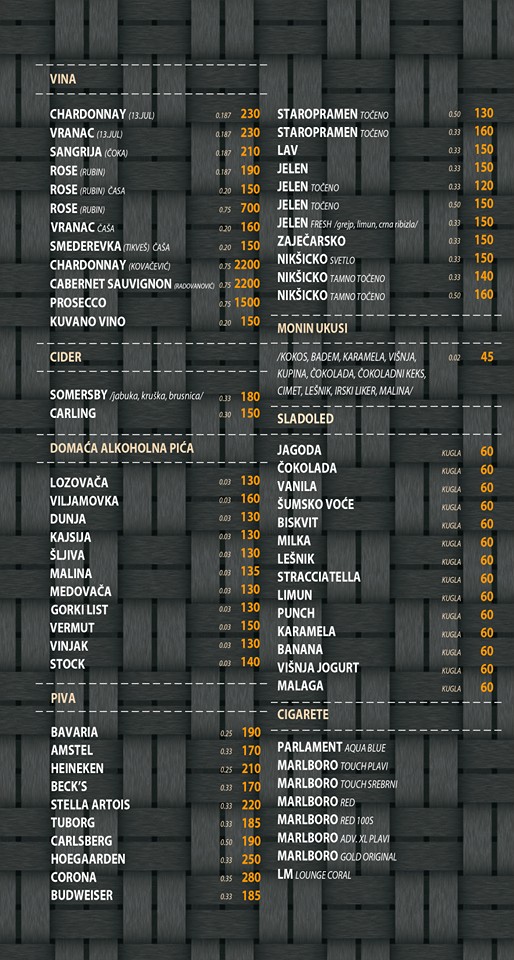 VINA
CHARDONNAY (13.JUL) 0.187 230
VRANAC (13.JUL) 0.187 230
SANGRIJA (ČOKA) 0.187 210
ROSE (RUBIN) 0.187 190
ROSE (RUBIN) ČAŠA 0.20 150
ROSE (RUBIN) 0.75 700
VRANAC ČAŠA 0.20 160
SMEDEREVKA (TIKVEŠ) ČAŠA 0.20 150
CHARDONNAY (KOVAČEVIĆ) 0.75 2200
CABERNET SAUVIGNON (RADOVANOVIĆ) 0.75 2200
PROSECCO 0.75 1500
KUVANO VINO 0.20 150
CIDER
SOMERSBY /jabuka, kruška, brusnica/ 0.33 180
CARLING 0.30 150
DOMAĆA ALKOHOLNA PIĆA
LOZOVAČA 0.03 130
VILJAMOVKA 0.03 160
DUNJA 0.03 130
KAJSIJA 0.03 130
ŠLJIVA 0.03 130
MALINA 0.03 135
MEDOVAČA 0.03 130
GORKI LIST 0.03 130
VERMUT 0.03 150
VINJAK 0.03 130
STOCK 0.03 140
PIVA
BAVARIA 0.25 190
AMSTEL 0.33 170
HEINEKEN 0.25 210
BECK'S 0.33 170
STELLA ARTOIS 0.33 220
TUBORG 0.33 185
CARLSBERG 0.50 190
HOEGAARDEN 0.33 250
CORONA 0.35 280
BUDWEISER 0.33 185
STAROPRAMEN TOČENO 0.50 130
STAROPRAMEN TOČENO 0.33 160
LAV 0.33 150
JELEN 0.33 150
JELEN TOČENO 0.33 120
JELEN TOČENO 0.50 150
JELEN FRESH /grejp, limun, crna ribizla/ 0.33 150
ZAJEČARSKO 0.33 150
NIKŠICKO SVETLO 0.33 150
NIKŠICKO TAMNO TOČENO 0.33 140
NIKŠICKO TAMNO TOČENO 0.50 160
MONIN UKUSI
/KOKOS, BADEM, KARAMELA, VIŠNJA, 0.02 45
KUPINA, ČOKOLADA, ČOKOLADNI KEKS,
CIMET, LEŠNIK, IRSKI LIKER, MALINA/
SLADOLED
JAGODA KUGLA 60
ČOKOLADA KUGLA 60
VANILA KUGLA 60
ŠUMSKO VOĆE KUGLA 60
BISKVIT KUGLA 60
MILKA KUGLA 60
LEŠNIK KUGLA 60
STRACCIATELLA KUGLA 60
LIMUN KUGLA 60
PUNCH KUGLA 60
KARAMELA KUGLA 60
BANANA KUGLA 60
VIŠNJA JOGURT KUGLA 60
MALAGA KUGLA 60
CIGARETE
PARLAMENT AQUA BLUE
MARLBORO TOUCH PLAVI
MARLBORO TOUCH SREBRNI
MARLBORO RED
MARLBORO RED 100S
MARLBORO ADV. XL PLAVI
MARLBORO GOLD ORIGINAL
LM LOUNGE CORAL